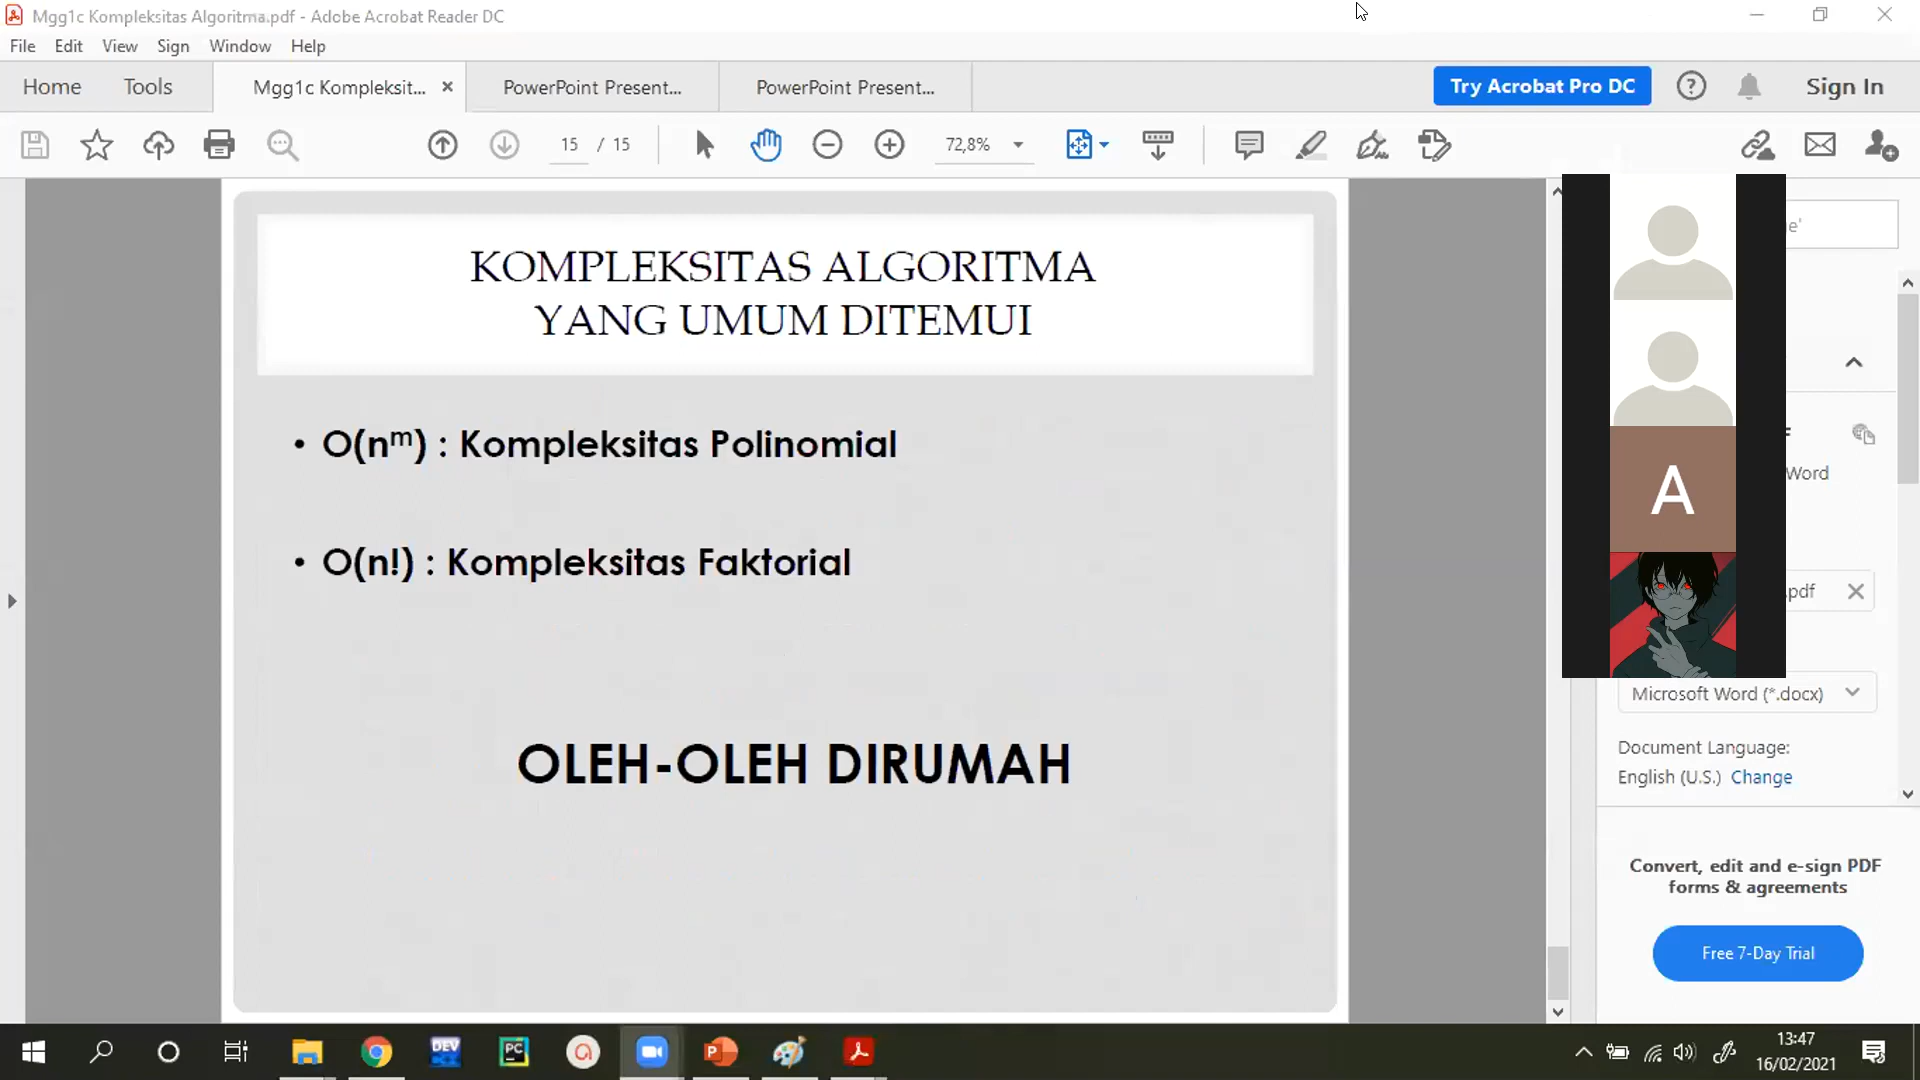 Mgg1c Kompleksitas Algoritma.pdf - Adobe Acrobat Reader DC
File Edit View Sign Window Help
Home Tools Mgg1c Kompleksit... × PowerPoint Present... PowerPoint Present... Try Acrobat Pro DC Sign In
15 / 15 72,8%
e'
KOMPLEKSITAS ALGORITMA
YANG UMUM DITEMUI
• O(nᵐ) : Kompleksitas Polinomial
Word
A
• O(n!) : Kompleksitas Faktorial
.pdf
Microsoft Word (*.docx)
Document Language:
English (U.S.) Change
OLEH-OLEH DIRUMAH
Convert, edit and e-sign PDF
forms & agreements
Free 7-Day Trial
DEV
PC
P
13:47
16/02/2021